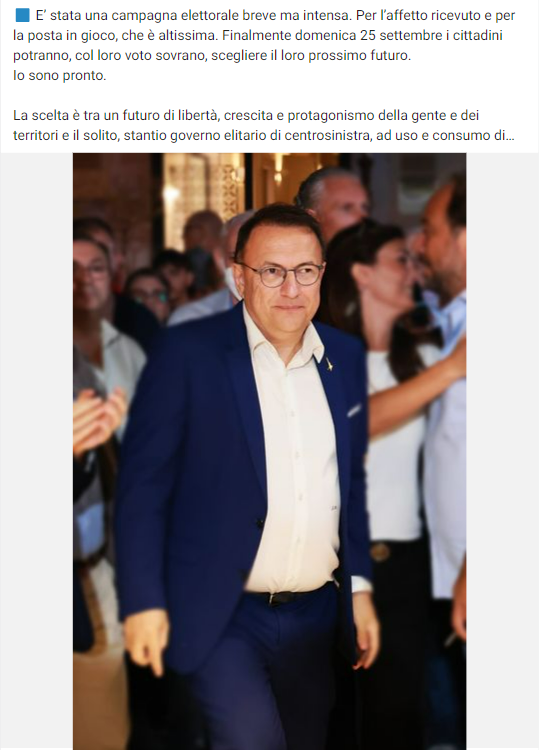 E’ stata una campagna elettorale breve ma intensa. Per l’affetto ricevuto e per
la posta in gioco, che è altissima. Finalmente domenica 25 settembre i cittadini
potranno, col loro voto sovrano, scegliere il loro prossimo futuro.
Io sono pronto.
La scelta è tra un futuro di libertà, crescita e protagonismo della gente e dei
territori e il solito, stantio governo elitario di centrosinistra, ad uso e consumo di…